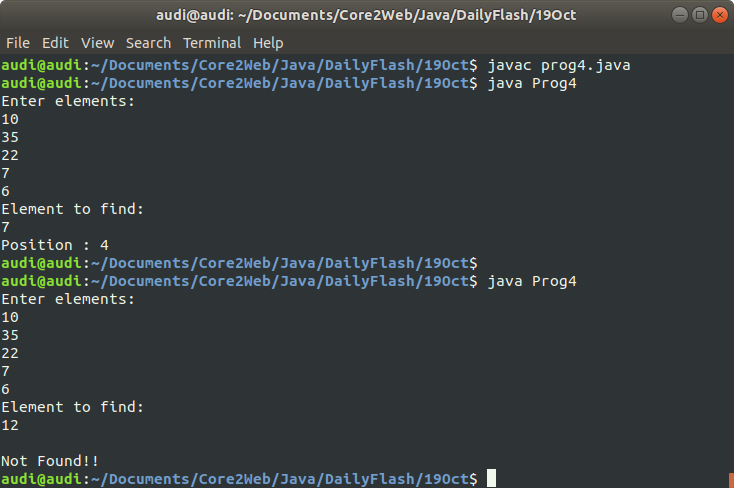 audi@audi: ~/Documents/Core2Web/Java/DailyFlash/19Oct
File Edit View Search Terminal Help
audi@audi:~/Documents/Core2Web/Java/DailyFlash/19Oct$ javac prog4.java
audi@audi:~/Documents/Core2Web/Java/DailyFlash/19Oct$ java Prog4
Enter elements:
10
35
22
7
6
Element to find:
7
Position : 4
audi@audi:~/Documents/Core2Web/Java/DailyFlash/19Oct$
audi@audi:~/Documents/Core2Web/Java/DailyFlash/19Oct$ java Prog4
Enter elements:
10
35
22
7
6
Element to find:
12
Not Found!!
audi@audi:~/Documents/Core2Web/Java/DailyFlash/19Oct$